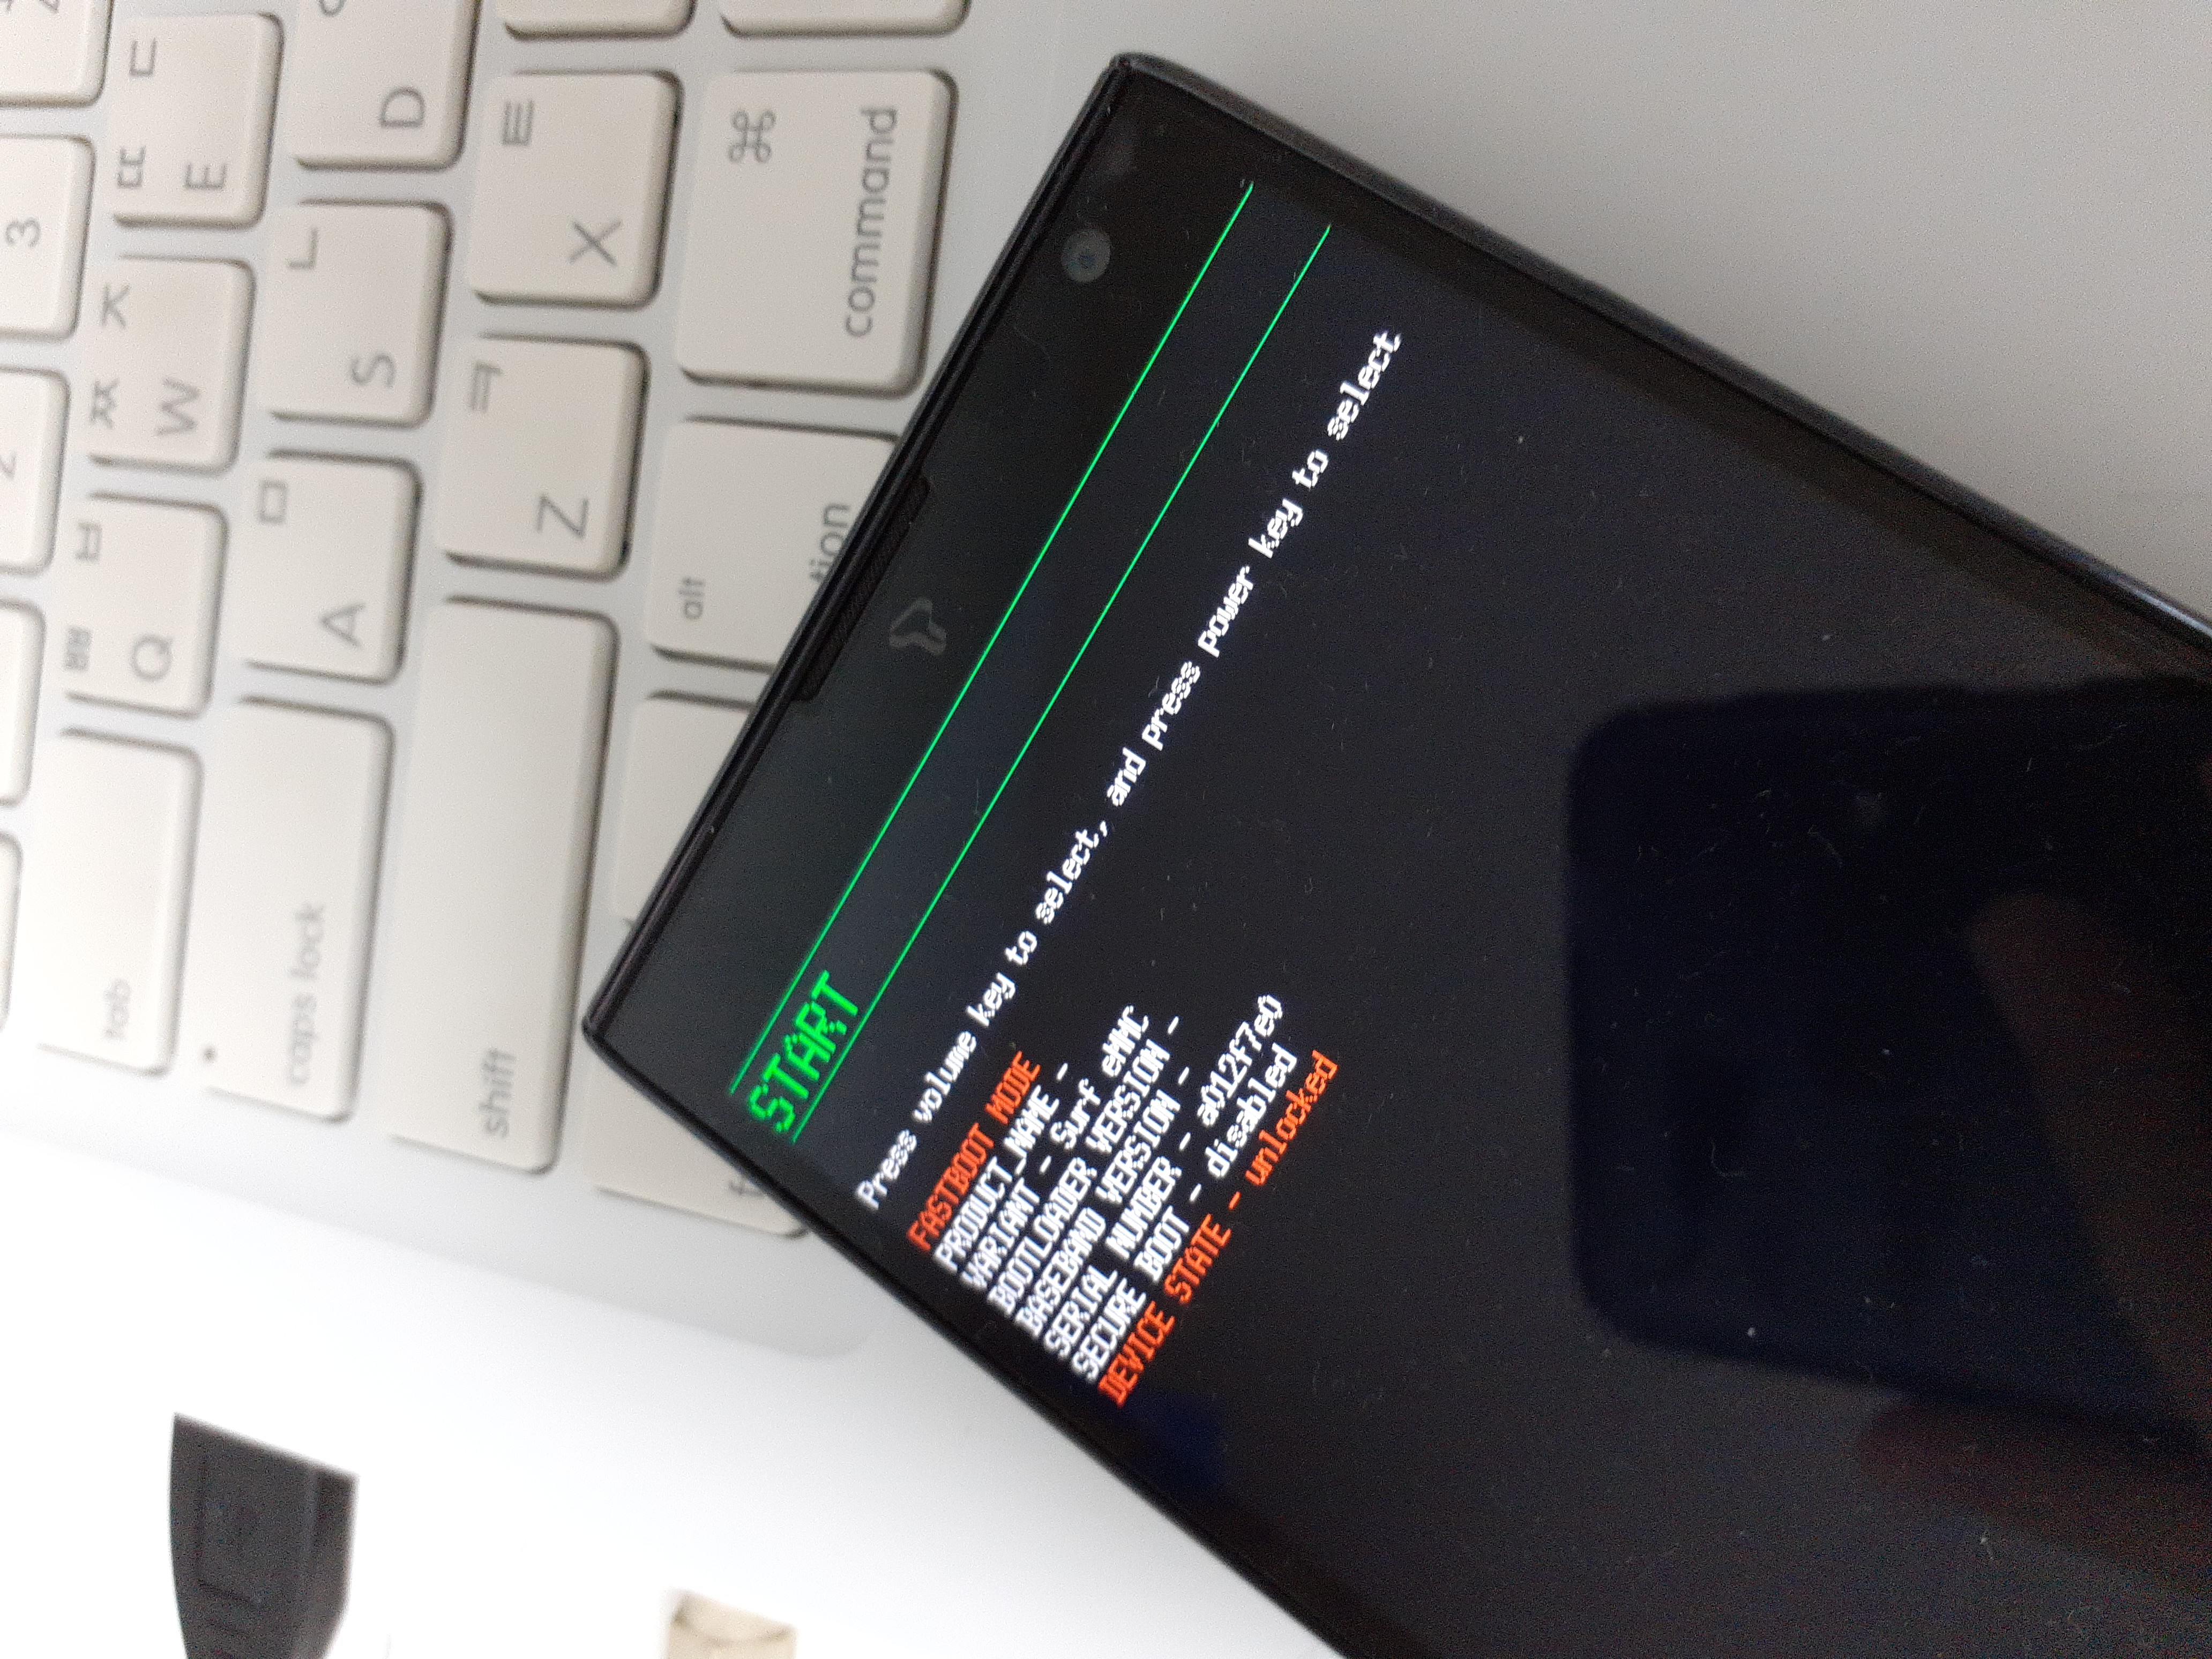 2
3
tab
ㅃ ㅂ
Q
ㅉ ㅈ
W
ㄸ ㄷ
E
caps lock
ㅁ
A
ㄴ
S
D
shift
ㅋ
Z
ㅌ
X
alt
⌘
command
START
Press volume key to select, and press power key to select
FASTBOOT MODE
PRODUCT_NAME -
VARIANT - Surf eMMC
BOOTLOADER VERSION -
BASEBAND VERSION -
SERIAL NUMBER - a012f7e0
SECURE BOOT - disabled
DEVICE STATE - unlocked